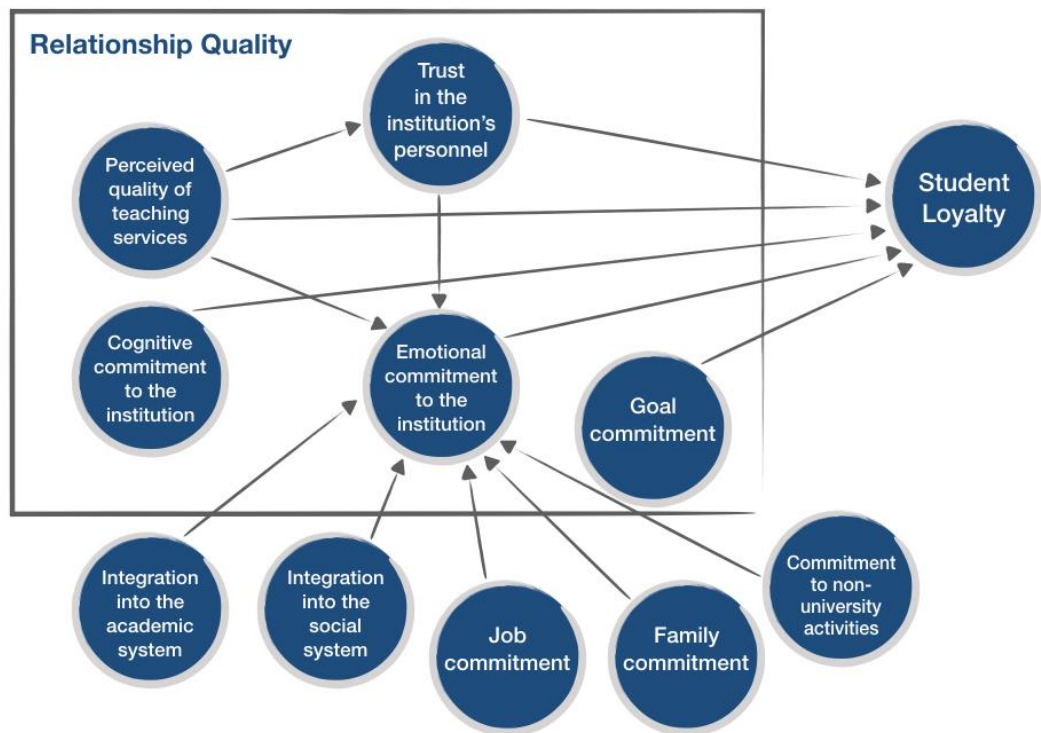 Relationship Quality
Trust
in the
institution's
personnel
Perceived
quality of
teaching
services
Student
Loyalty
Cognitive
commitment
to the
institution
Emotional
commitment
to the
institution
Goal
commitment
Integration
into the
academic
system
Integration
into the
social
system
Job
commitment
Family
commitment
Commitment
to non-
university
activities